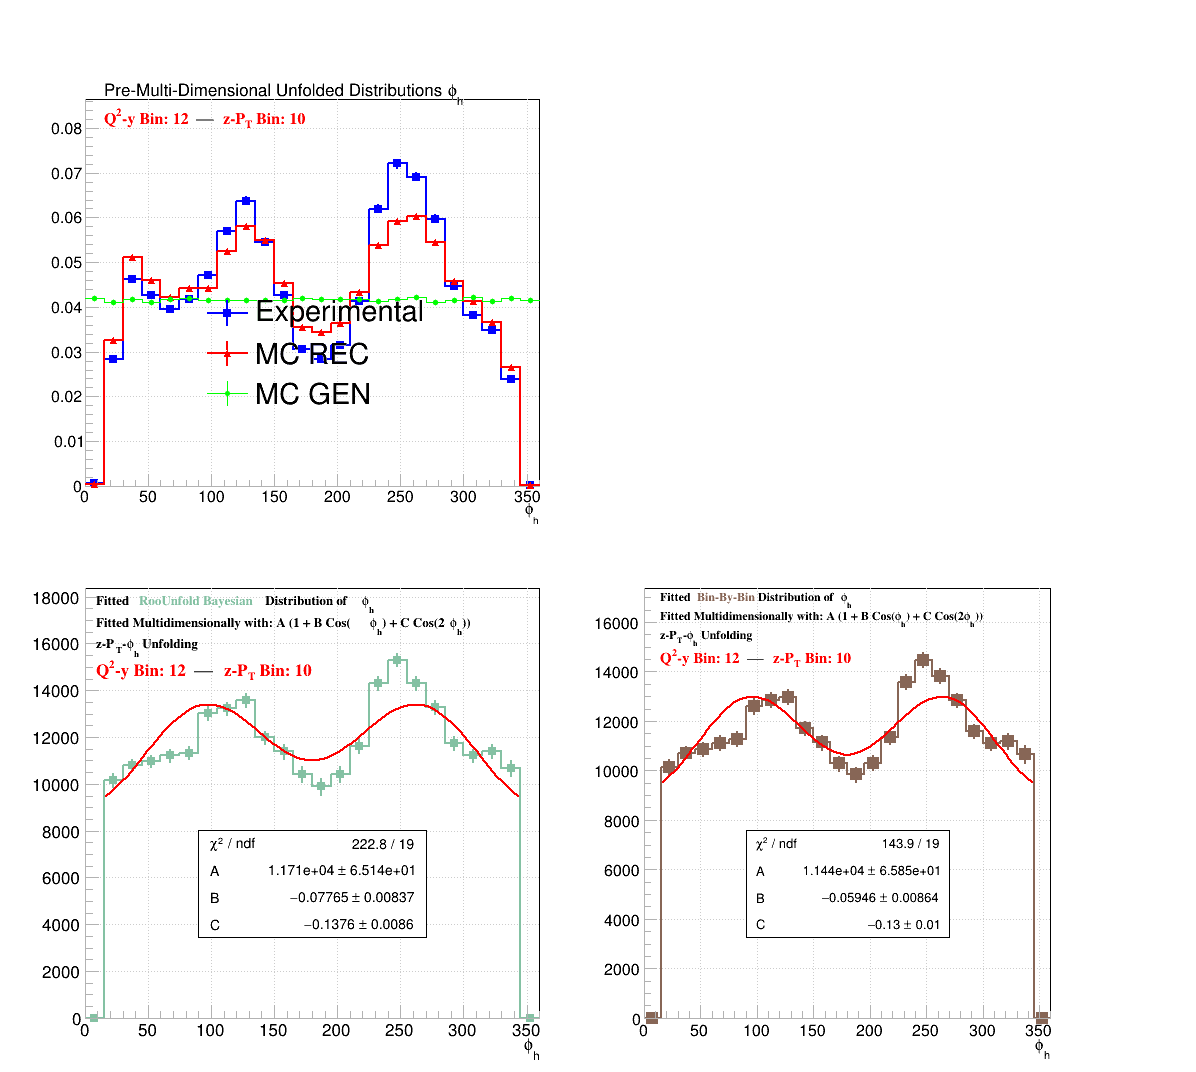 Pre-Multi-Dimensional Unfolded Distributions ϕh
Q2-y Bin: 12 — z-PT Bin: 10
0.08
0.07
0.06
0.05
0.04
0.03
0.02
0.01
0
Experimental
MC REC
MC GEN
0 50 100 150 200 250 300 350
ϕh
Fitted RooUnfold Bayesian Distribution of ϕh
Fitted Multidimensionally with: A (1 + B Cos( ϕh) + C Cos(2 ϕh))
z-PT-ϕh Unfolding
Q2-y Bin: 12 — z-PT Bin: 10
18000
16000
14000
12000
10000
8000
6000
4000
2000
0
χ2 / ndf 222.8 / 19
A 1.171e+04 ± 6.514e+01
B −0.07765 ± 0.00837
C −0.1376 ± 0.0086
0 50 100 150 200 250 300 350
ϕh
Fitted Bin-By-Bin Distribution of ϕh
Fitted Multidimensionally with: A (1 + B Cos(ϕh) + C Cos(2ϕh))
z-PT-ϕh Unfolding
Q2-y Bin: 12 — z-PT Bin: 10
16000
14000
12000
10000
8000
6000
4000
2000
0
χ2 / ndf 143.9 / 19
A 1.144e+04 ± 6.585e+01
B −0.05946 ± 0.00864
C −0.13 ± 0.01
0 50 100 150 200 250 300 350
ϕh